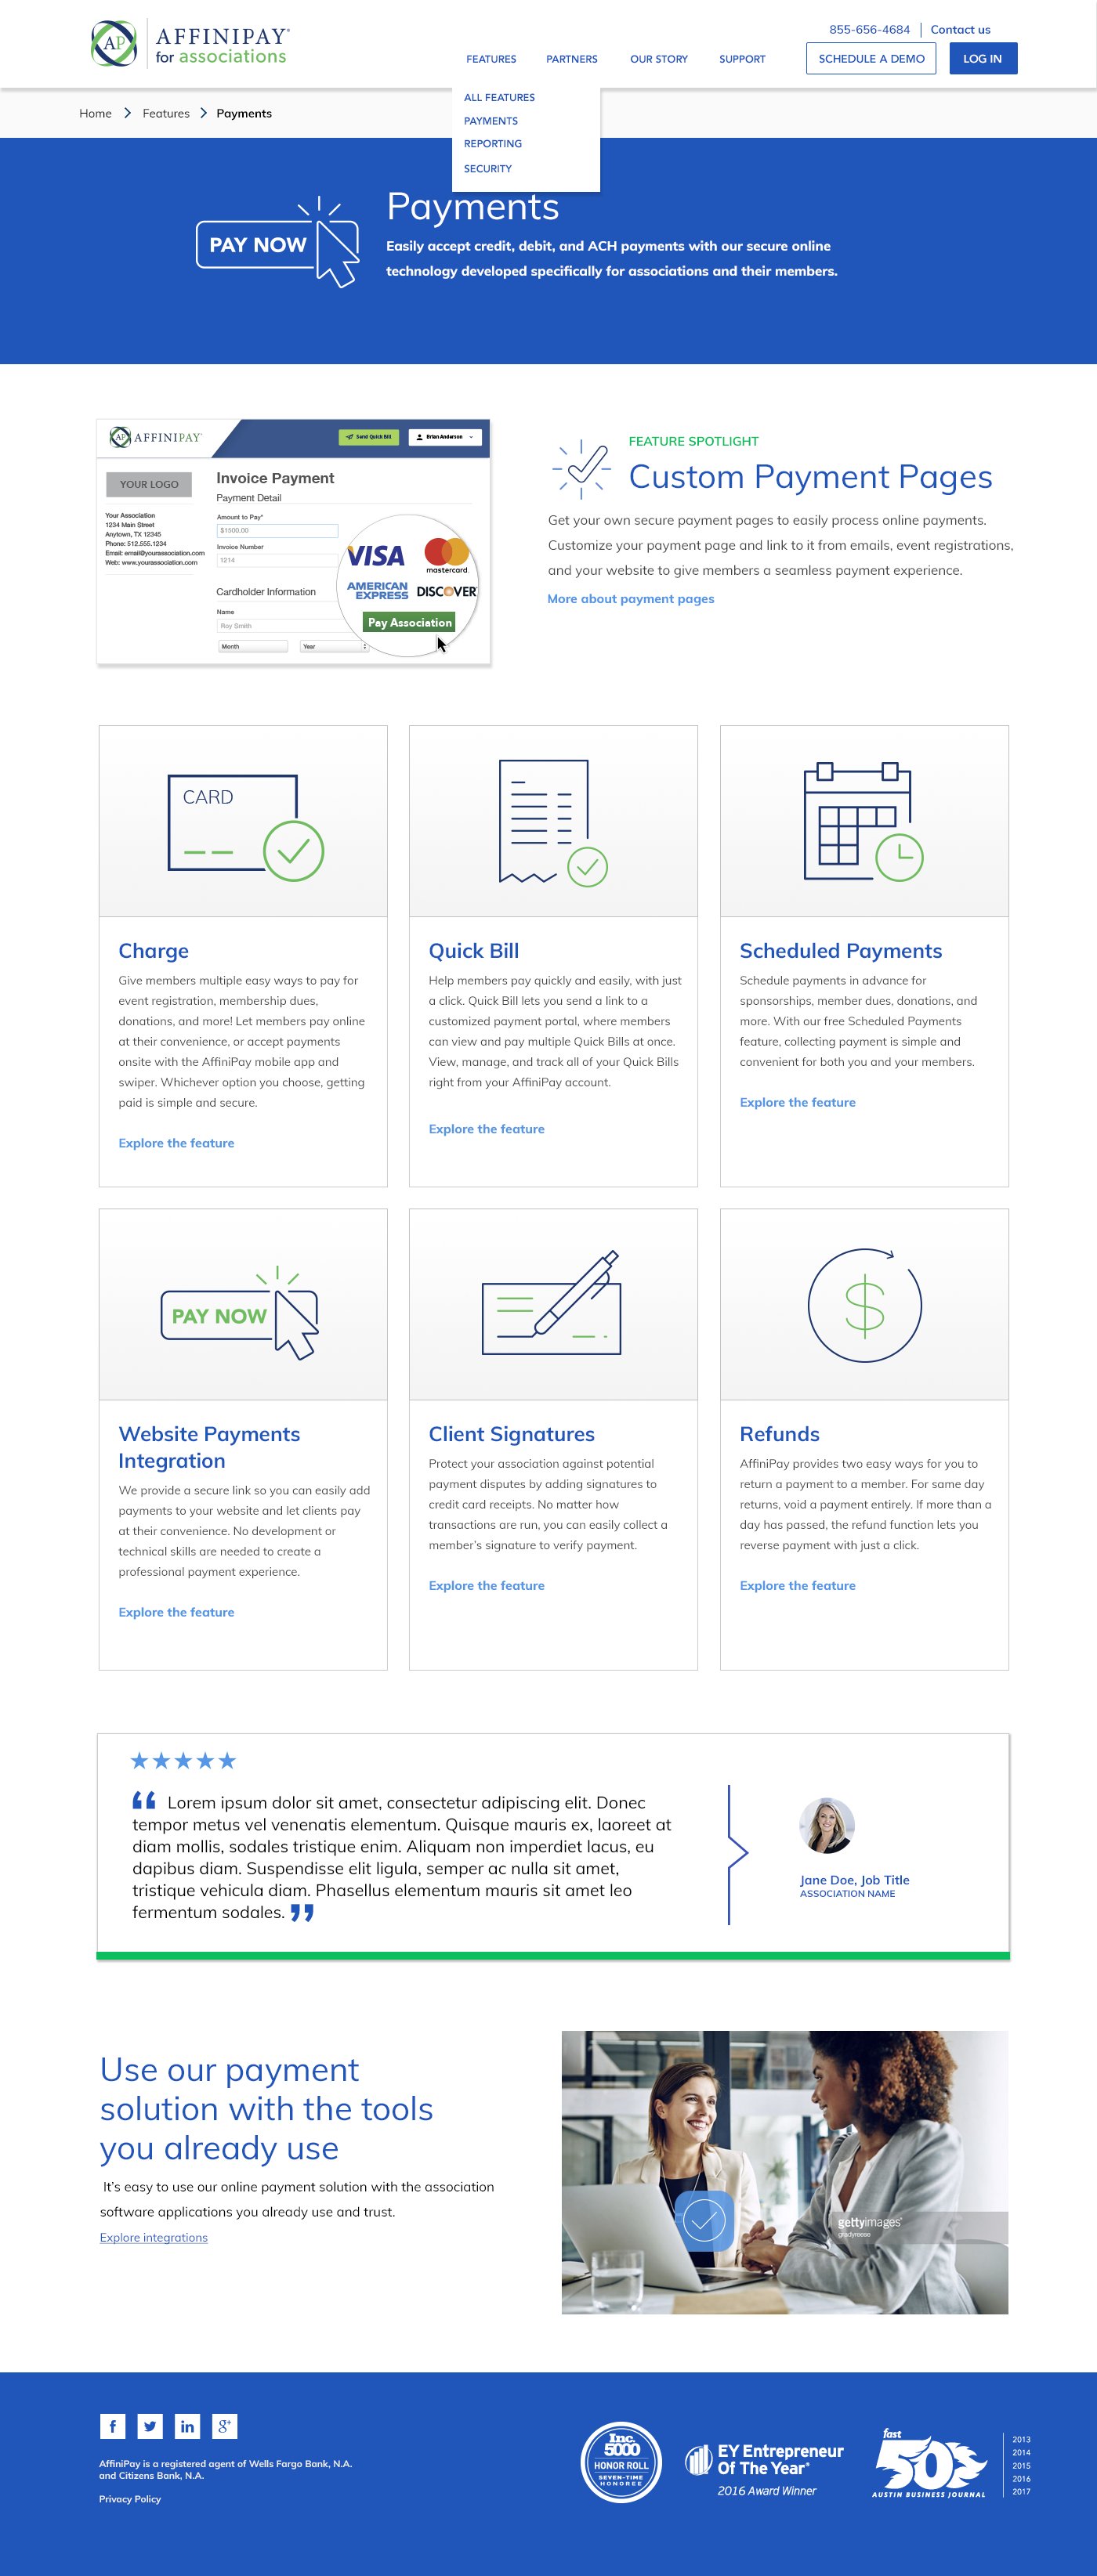 AP
AFFINIPAY®
for associations
855-656-4684 | Contact us
FEATURES
PARTNERS
OUR STORY
SUPPORT
SCHEDULE A DEMO
LOG IN
Home > Features > Payments
ALL FEATURES
PAYMENTS
REPORTING
SECURITY
PAY NOW
Payments
Easily accept credit, debit, and ACH payments with our secure online
technology developed specifically for associations and their members.
AP AFFINIPAY
Send Quick Bill
Brian Anderson
YOUR LOGO
Your Association
1234 Main Street
Anytown, TX 12345
Phone: 512.555.1234
Email: email@yourassociation.com
Web: www.yourassociation.com
Invoice Payment
Payment Detail
Amount to Pay*
$1500.00
Invoice Number
1214
Cardholder Information
Name
Roy Smith
Month
Year
VISA
mastercard
AMERICAN
EXPRESS
DISCOVER
Pay Association
FEATURE SPOTLIGHT
Custom Payment Pages
Get your own secure payment pages to easily process online payments.
Customize your payment page and link to it from emails, event registrations,
and your website to give members a seamless payment experience.
More about payment pages
CARD
Charge
Give members multiple easy ways to pay for
event registration, membership dues,
donations, and more! Let members pay online
at their convenience, or accept payments
onsite with the AffiniPay mobile app and
swiper. Whichever option you choose, getting
paid is simple and secure.
Explore the feature
Quick Bill
Help members pay quickly and easily, with just
a click. Quick Bill lets you send a link to a
customized payment portal, where members
can view and pay multiple Quick Bills at once.
View, manage, and track all of your Quick Bills
right from your AffiniPay account.
Explore the feature
Scheduled Payments
Schedule payments in advance for
sponsorships, member dues, donations, and
more. With our free Scheduled Payments
feature, collecting payment is simple and
convenient for both you and your members.
Explore the feature
PAY NOW
Website Payments
Integration
We provide a secure link so you can easily add
payments to your website and let clients pay
at their convenience. No development or
technical skills are needed to create a
professional payment experience.
Explore the feature
Client Signatures
Protect your association against potential
payment disputes by adding signatures to
credit card receipts. No matter how
transactions are run, you can easily collect a
member’s signature to verify payment.
Explore the feature
$
Refunds
AffiniPay provides two easy ways for you to
return a payment to a member. For same day
returns, void a payment entirely. If more than a
day has passed, the refund function lets you
reverse payment with just a click.
Explore the feature
“ Lorem ipsum dolor sit amet, consectetur adipiscing elit. Donec
tempor metus vel venenatis elementum. Quisque mauris ex, laoreet at
diam mollis, sodales tristique enim. Aliquam non imperdiet lacus, eu
dapibus diam. Suspendisse elit ligula, semper ac nulla sit amet,
tristique vehicula diam. Phasellus elementum mauris sit amet leo
fermentum sodales. ”
Jane Doe, Job Title
ASSOCIATION NAME
Use our payment
solution with the tools
you already use
It’s easy to use our online payment solution with the association
software applications you already use and trust.
Explore integrations
gettyimages®
gradyreese
f
in
g+
AffiniPay is a registered agent of Wells Fargo Bank, N.A.
and Citizens Bank, N.A.
Privacy Policy
Inc.
5000
HONOR ROLL
SEVEN-TIME
HONOREE
EY Entrepreneur
Of The Year®
2016 Award Winner
fast
50
AUSTIN BUSINESS JOURNAL
2013
2014
2015
2016
2017